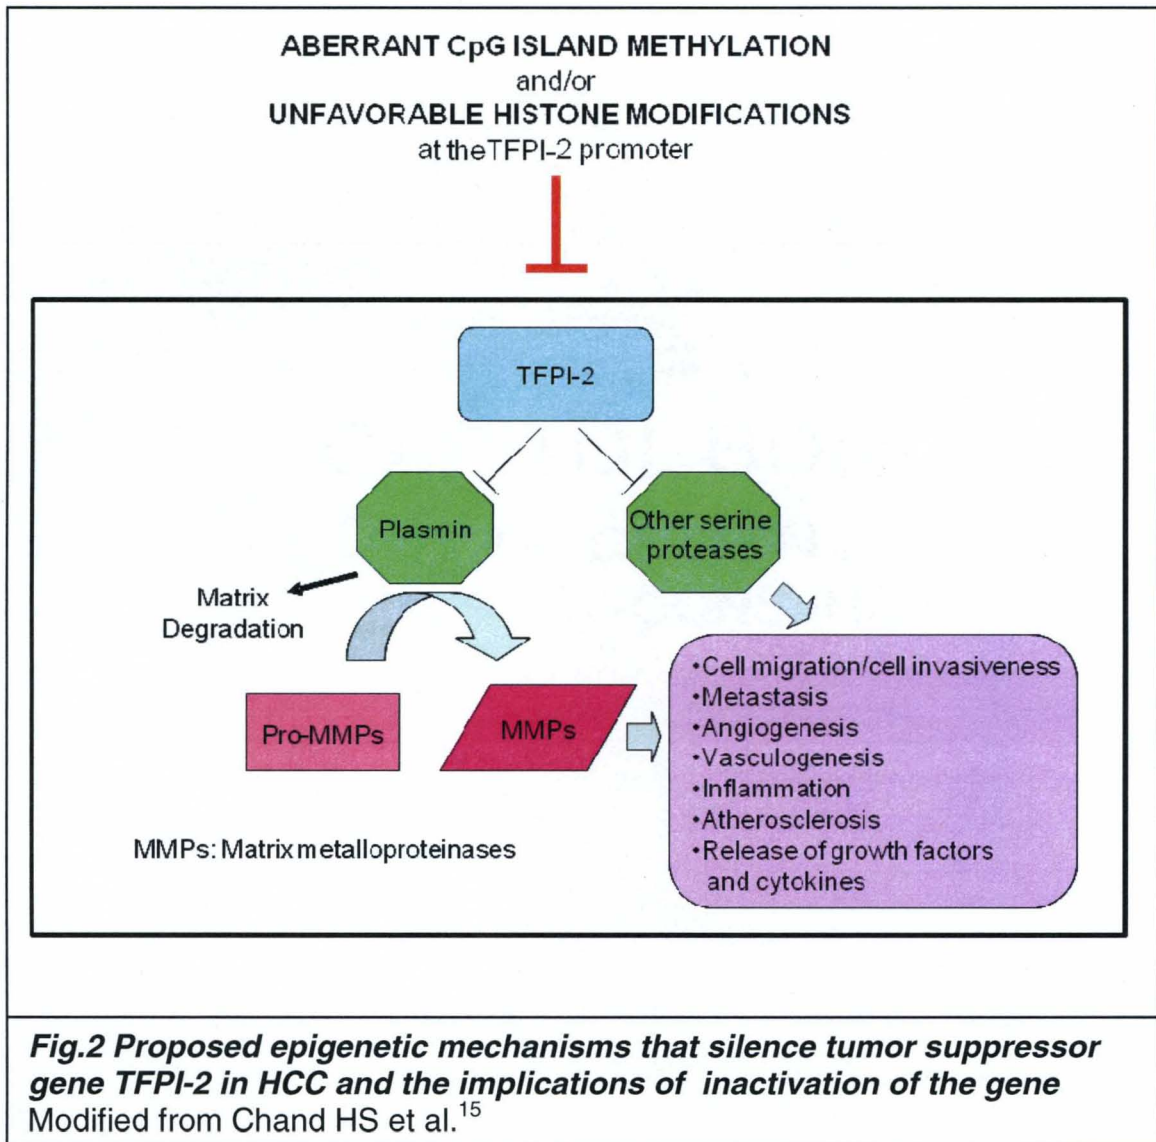 ABERRANT CpG ISLAND METHYLATION
and/or
UNFAVORABLE HISTONE MODIFICATIONS
at the TFPI-2 promoter
TFPI-2
Plasmin
Other serine
proteases
Matrix
Degradation
Pro-MMPs
MMPs
•Cell migration/cell invasiveness
•Metastasis
•Angiogenesis
•Vasculogenesis
•Inflammation
•Atherosclerosis
•Release of growth factors
and cytokines
MMPs: Matrix metalloproteinases
Fig.2 Proposed epigenetic mechanisms that silence tumor suppressor
gene TFPI-2 in HCC and the implications of inactivation of the gene
Modified from Chand HS et al.15